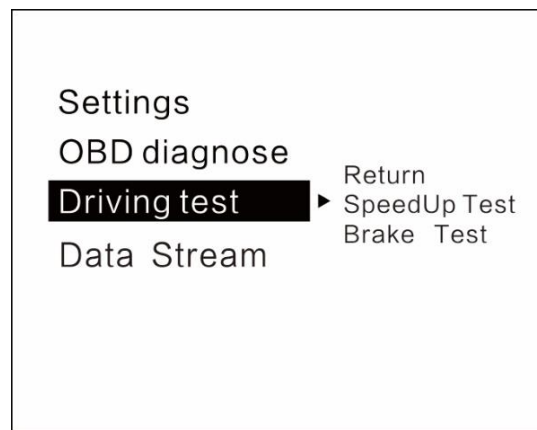 Settings
OBD diagnose
Driving test
Data Stream
Return
SpeedUp Test
Brake Test